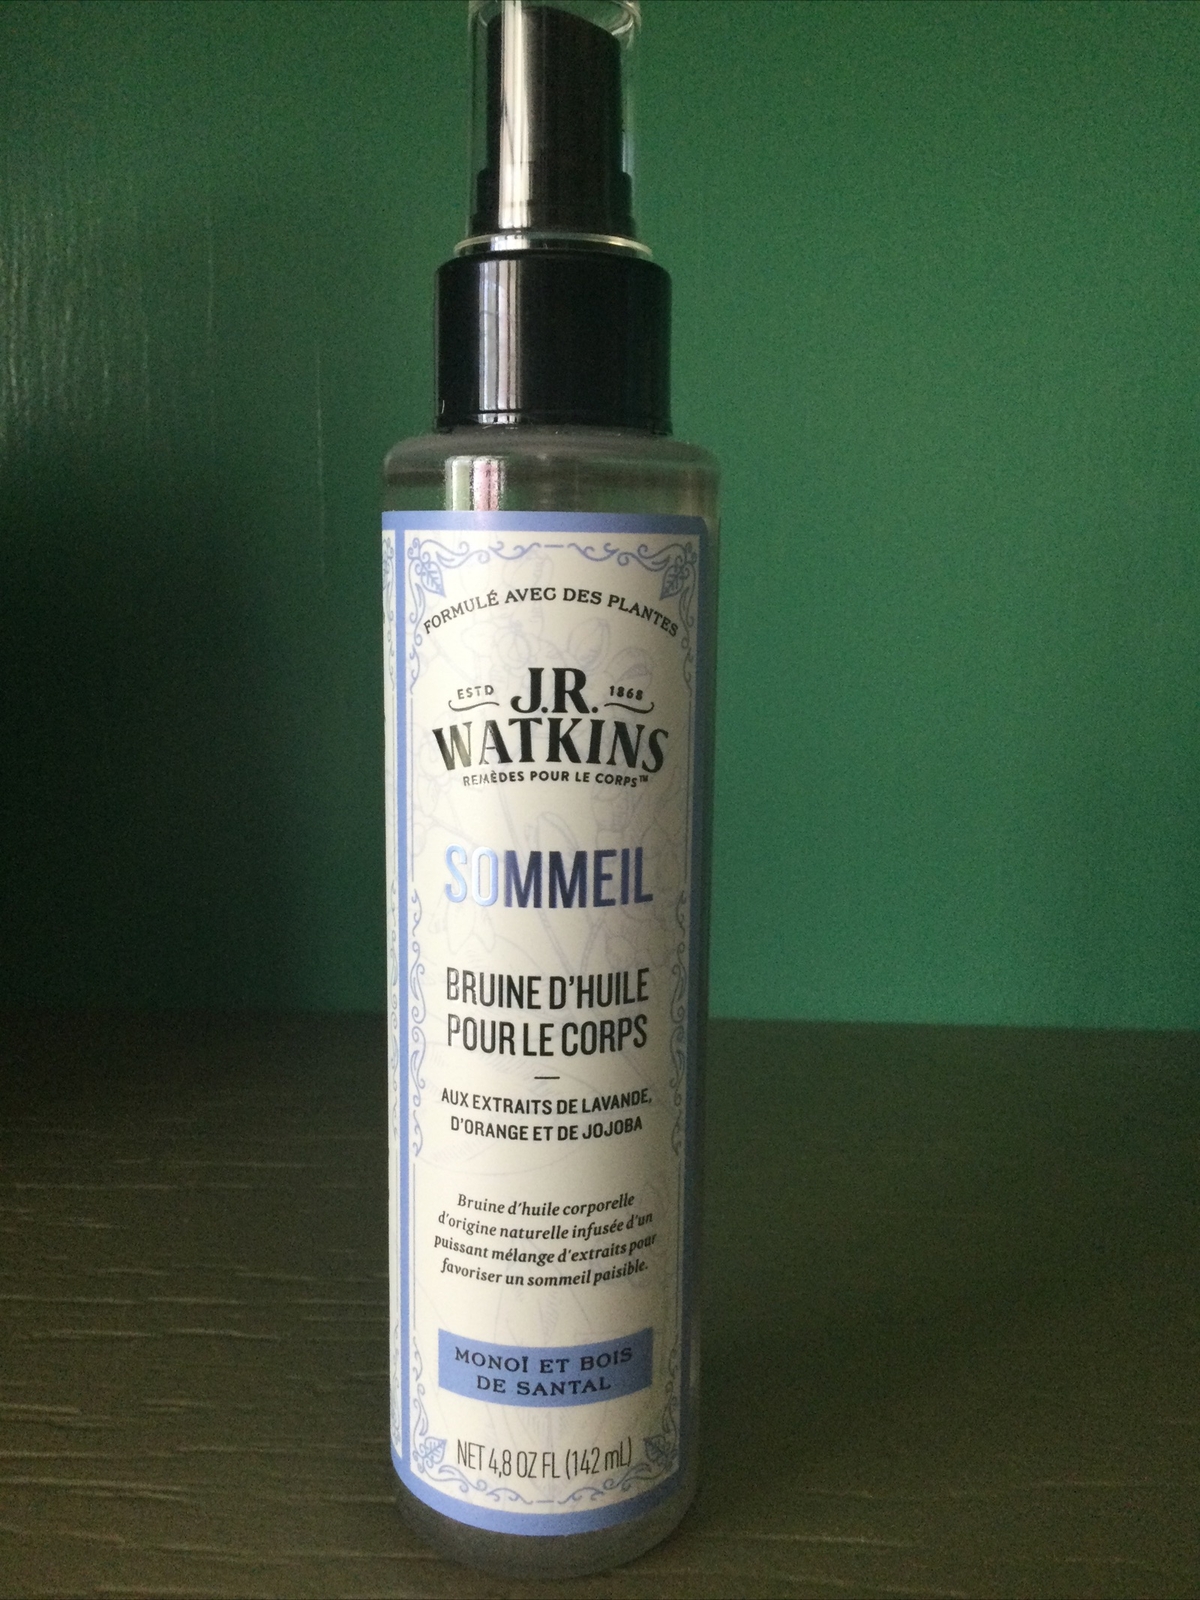 FORMULÉ AVEC DES PLANTES
ESTD J.R. 1868
WATKINS
REMÈDES POUR LE CORPS™
SOMMEIL
BRUINE D'HUILE
POUR LE CORPS
AUX EXTRAITS DE LAVANDE,
D'ORANGE ET DE JOJOBA
Bruine d'huile corporelle
d'origine naturelle infusée d'un
puissant mélange d'extraits pour
favoriser un sommeil paisible.
MONOÏ ET BOIS
DE SANTAL
NET 4,8 OZ FL (142 mL)